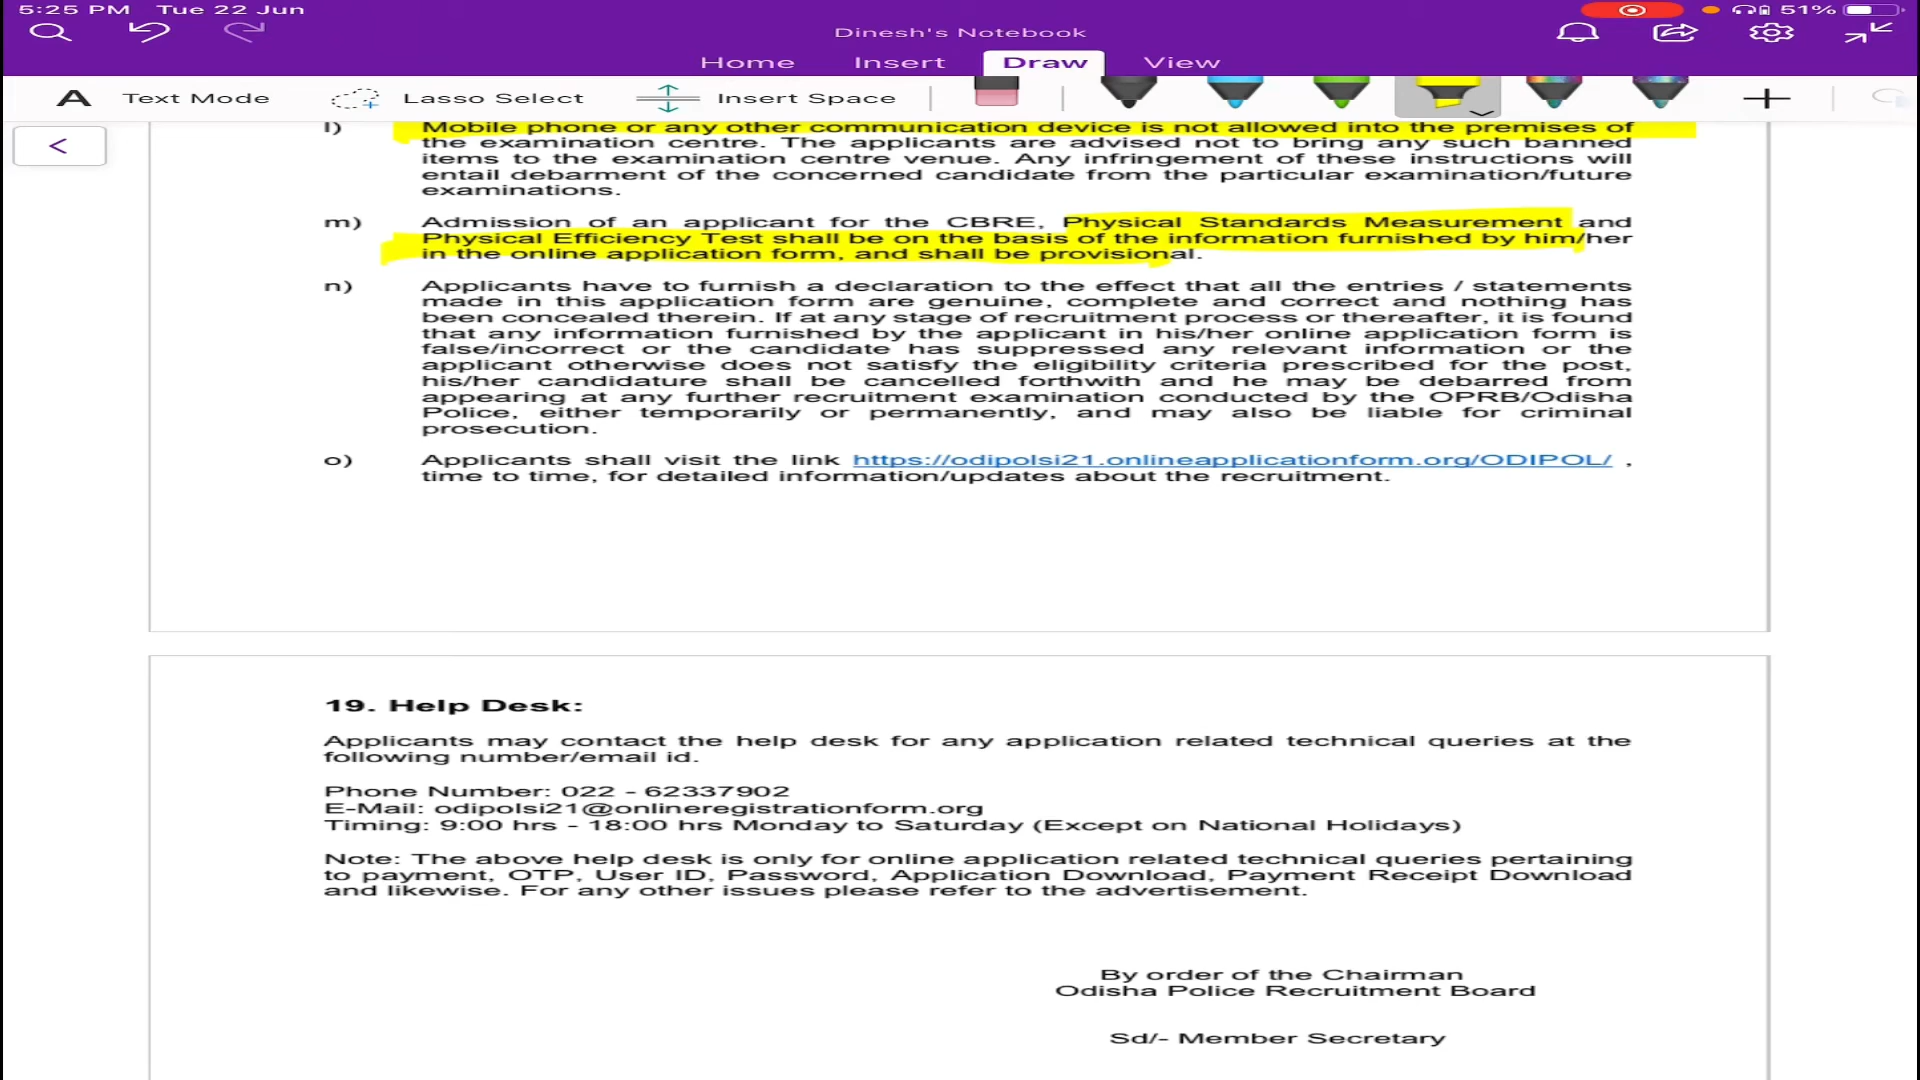 5:25 PM Tue 22 Jun
51%
Dinesh's Notebook
Home Insert Draw View
A Text Mode Lasso Select Insert Space
l) Mobile phone or any other communication device is not allowed into the premises of
the examination centre. The applicants are advised not to bring any such banned
items to the examination centre venue. Any infringement of these instructions will
entail debarment of the concerned candidate from the particular examination/future
examinations.
m) Admission of an applicant for the CBRE, Physical Standards Measurement and
Physical Efficiency Test shall be on the basis of the information furnished by him/her
in the online application form, and shall be provisional.
n) Applicants have to furnish a declaration to the effect that all the entries / statements
made in this application form are genuine, complete and correct and nothing has
been concealed therein. If at any stage of recruitment process or thereafter, it is found
that any information furnished by the applicant in his/her online application form is
false/incorrect or the candidate has suppressed any relevant information or the
applicant otherwise does not satisfy the eligibility criteria prescribed for the post,
his/her candidature shall be cancelled forthwith and he may be debarred from
appearing at any further recruitment examination conducted by the OPRB/Odisha
Police, either temporarily or permanently, and may also be liable for criminal
prosecution.
o) Applicants shall visit the link https://odipolsi21.onlineapplicationform.org/ODIPOL/ ,
time to time, for detailed information/updates about the recruitment.
19. Help Desk:
Applicants may contact the help desk for any application related technical queries at the
following number/email id.
Phone Number: 022 - 62337902
E-Mail: odipolsi21@onlineregistrationform.org
Timing: 9:00 hrs - 18:00 hrs Monday to Saturday (Except on National Holidays)
Note: The above help desk is only for online application related technical queries pertaining
to payment, OTP, User ID, Password, Application Download, Payment Receipt Download
and likewise. For any other issues please refer to the advertisement.
By order of the Chairman
Odisha Police Recruitment Board
Sd/- Member Secretary